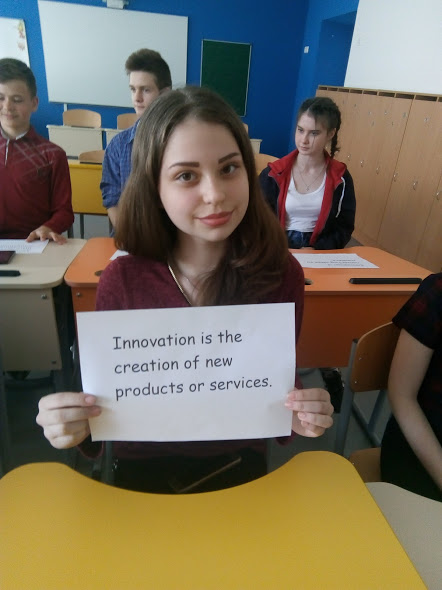 Innovation is the
creation of new
products or services.